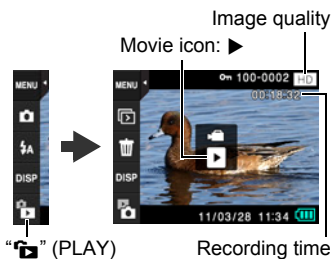 Image quality
Movie icon: ▶
MENU
⚡A
DISP
MENU
100-0002 HD
00:18:32
DISP
11/03/28 11:34
“ ” (PLAY)
Recording time